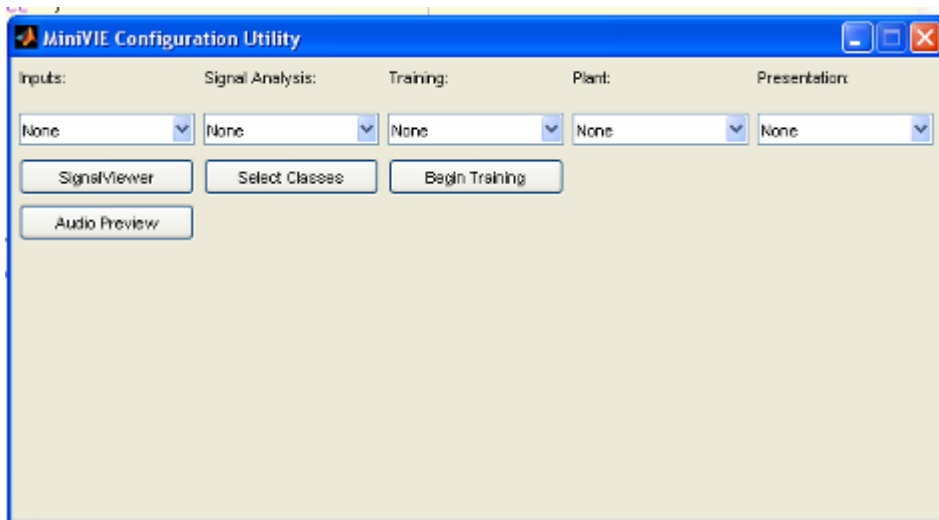 MiniVIE Configuration Utility
Inputs: Signal Analysis: Training: Plant: Presentation:
None None None None None
SignalViewer Select Classes Begin Training
Audio Preview